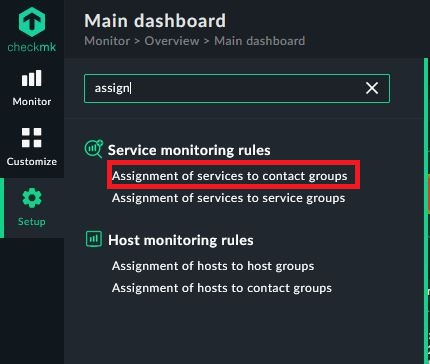 checkmk
Monitor
Customize
Setup
Main dashboard
Monitor > Overview > Main dashboard
assign
Service monitoring rules
Assignment of services to contact groups
Assignment of services to service groups
Host monitoring rules
Assignment of hosts to host groups
Assignment of hosts to contact groups